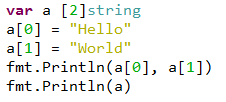 var a [2]string
a[0] = "Hello"
a[1] = "World"
fmt.Println(a[0], a[1])
fmt.Println(a)